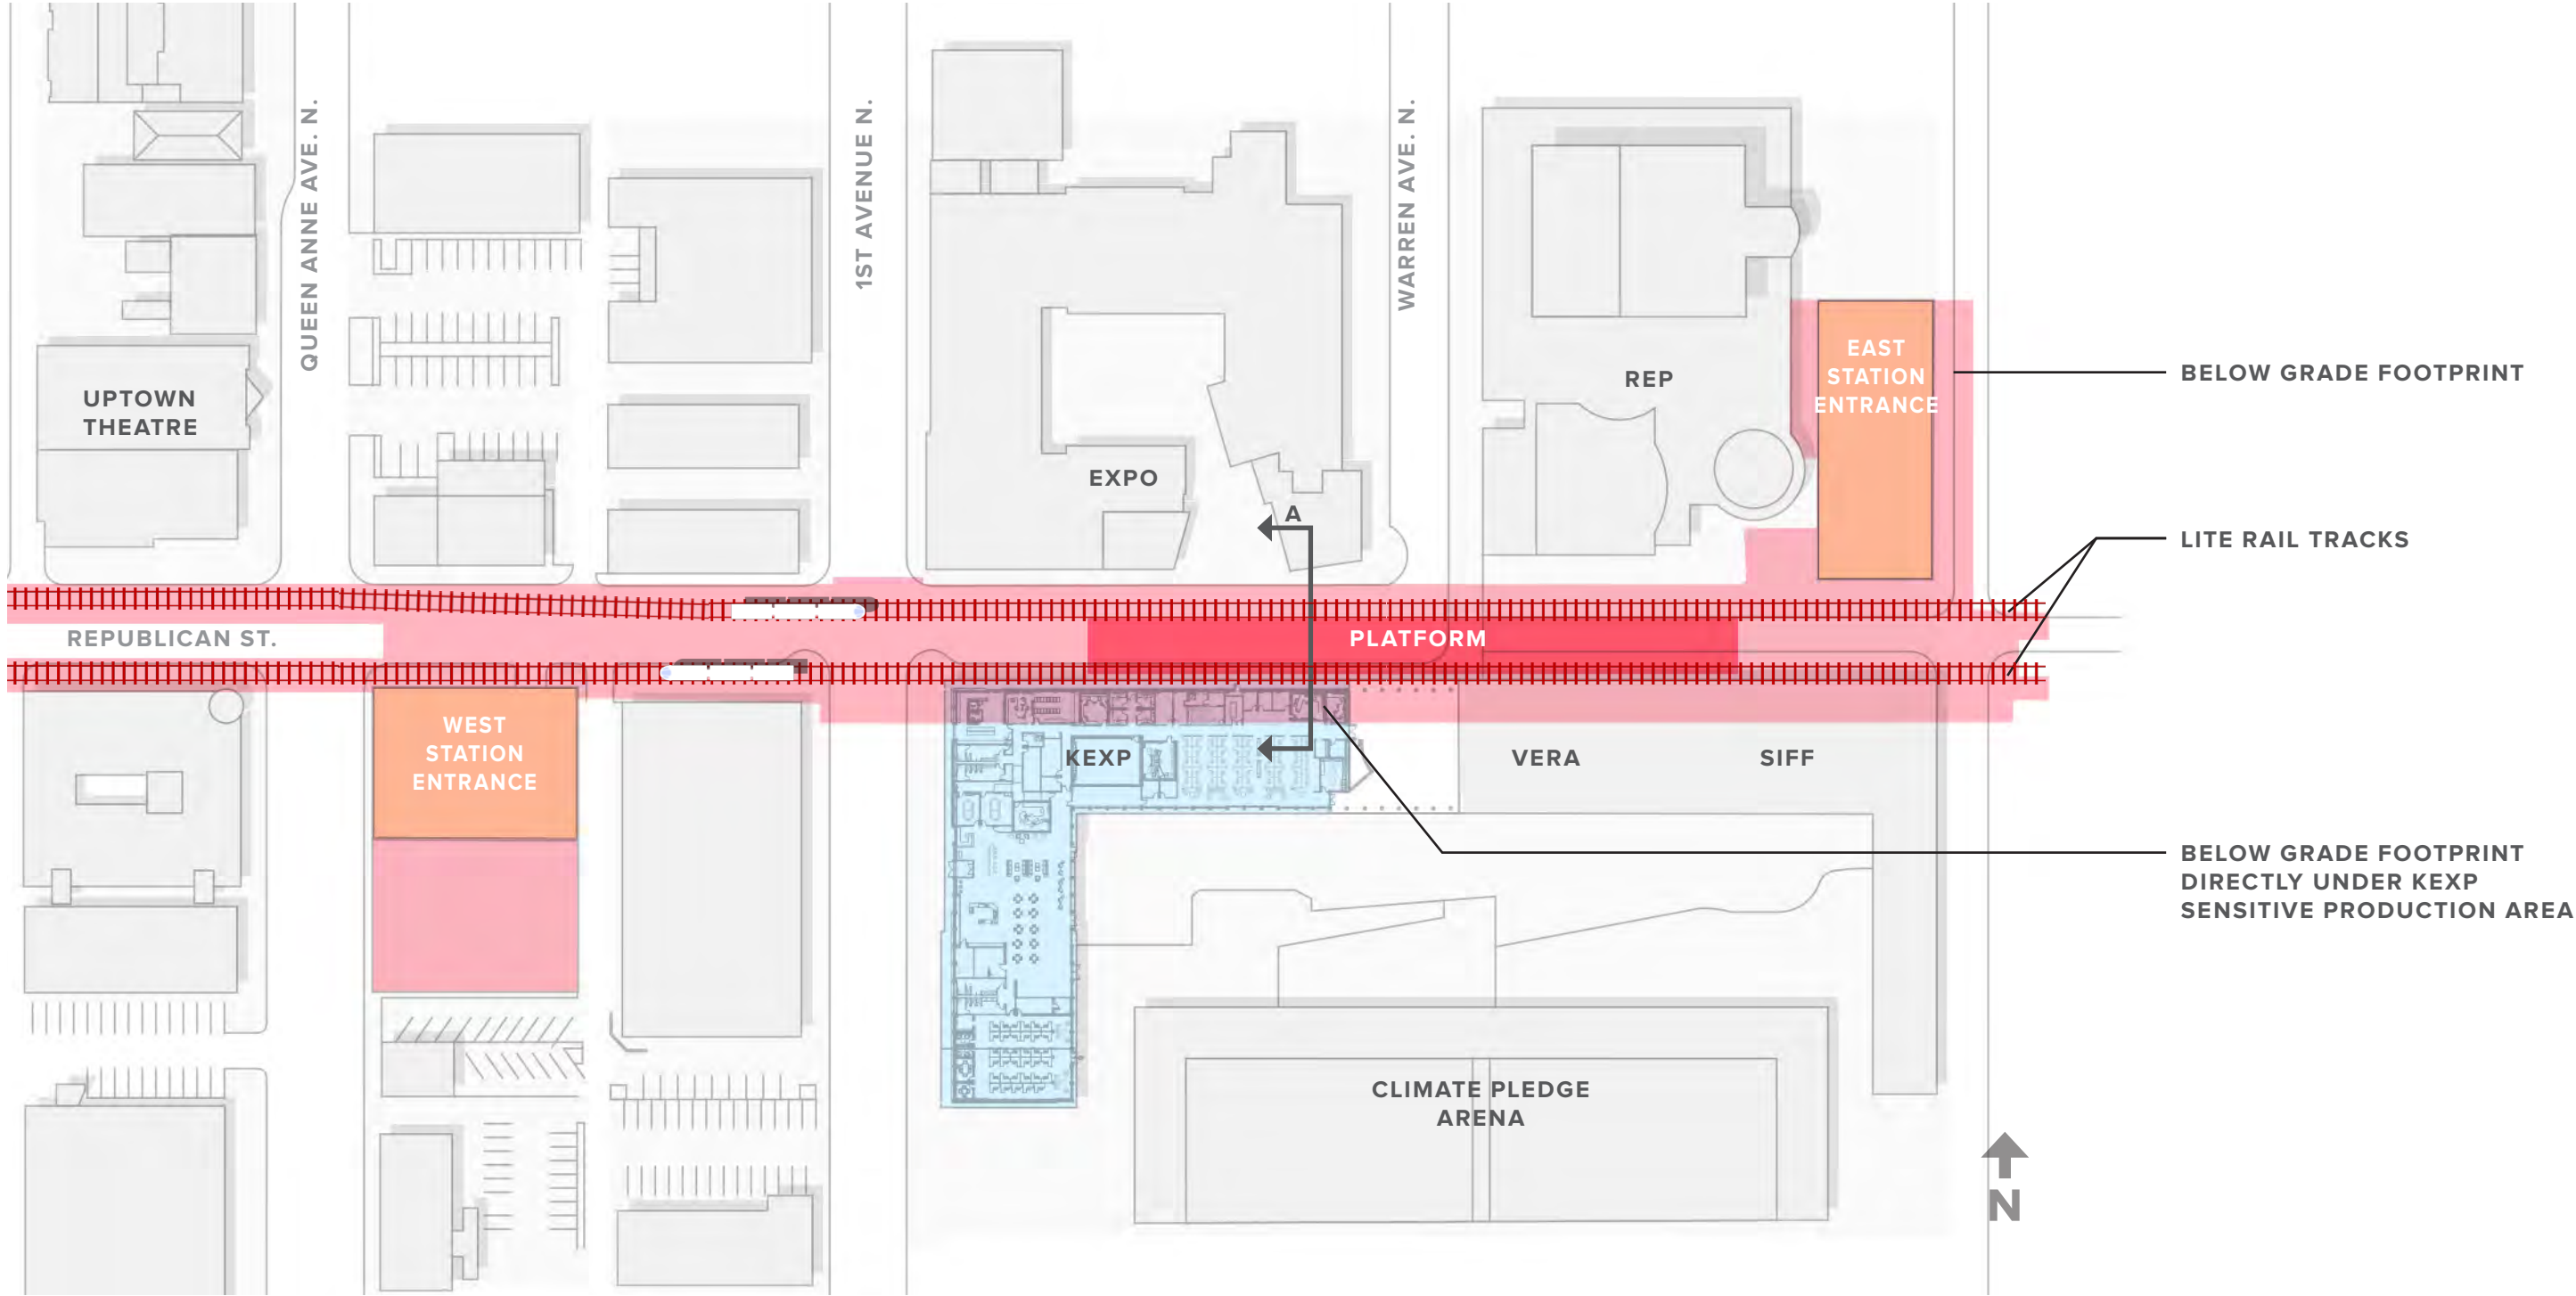 QUEEN ANNE AVE. N.
1ST AVENUE N.
WARREN AVE. N.
UPTOWN
THEATRE
EXPO
A
REP
EAST
STATION
ENTRANCE
BELOW GRADE FOOTPRINT
LITE RAIL TRACKS
REPUBLICAN ST.
PLATFORM
WEST
STATION
ENTRANCE
KEXP
VERA
SIFF
BELOW GRADE FOOTPRINT
DIRECTLY UNDER KEXP
SENSITIVE PRODUCTION AREA
CLIMATE PLEDGE
ARENA
N